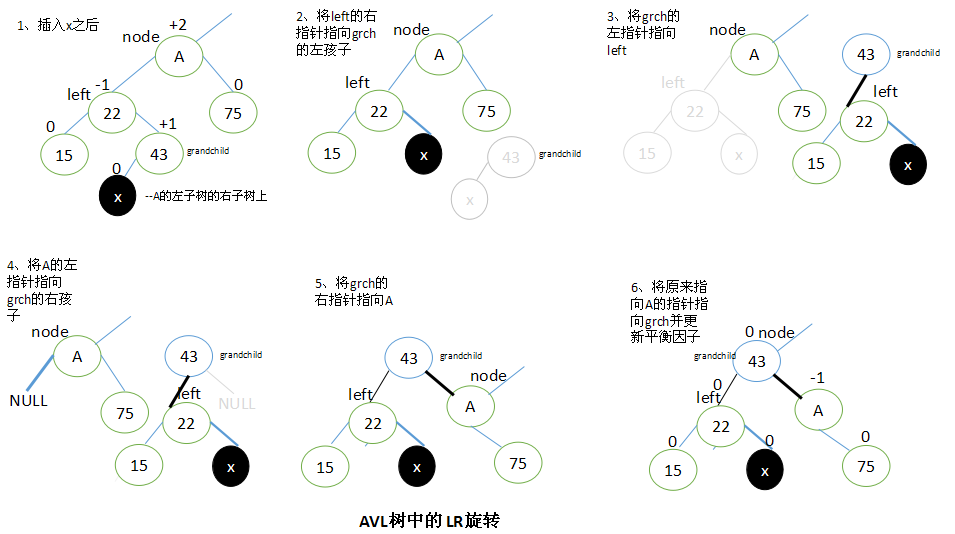 1、插入x之后
+2
node
A
-1
left
22
0
75
0
15
+1
43
grandchild
0
x
--A的左子树的右子树上
2、将left的右
指针指向grch
的左孩子
node
A
left
22
75
15
x
43
grandchild
x
3、将grch的
左指针指向
left
node
A
left
22
75
15
x
43
grandchild
left
22
15
x
4、将A的左
指针指向
grch的右孩
子
node
A
NULL
75
43
grandchild
left
NULL
22
15
x
5、将grch的
右指针指向A
43
grandchild
node
left
A
22
15
x
75
6、将原来指
向A的指针指
向grch并更
新平衡因子
0 node
grandchild
43
0
left
-1
A
22
0
0
0
15
x
75
AVL树中的 LR旋转